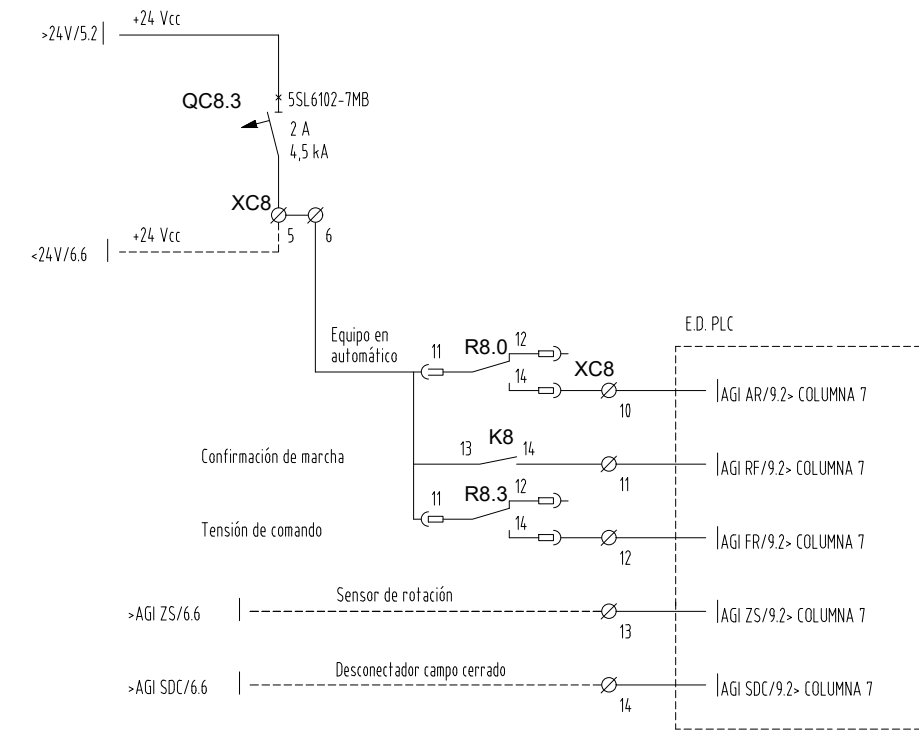 +24 Vcc
>24V/5.2
QC8.3
5SL6102-7MB
2 A
4,5 kA
XC8
5
6
+24 Vcc
<24V/6.6
E.D. PLC
Equipo en
automático
11
R8.0
12
14
XC8
10
AGI AR/9.2> COLUMNA 7
Confirmación de marcha
13
K8
14
11
AGI RF/9.2> COLUMNA 7
11
R8.3
12
14
Tensión de comando
12
AGI FR/9.2> COLUMNA 7
Sensor de rotación
>AGI ZS/6.6
13
AGI ZS/9.2> COLUMNA 7
Desconectador campo cerrado
>AGI SDC/6.6
14
AGI SDC/9.2> COLUMNA 7